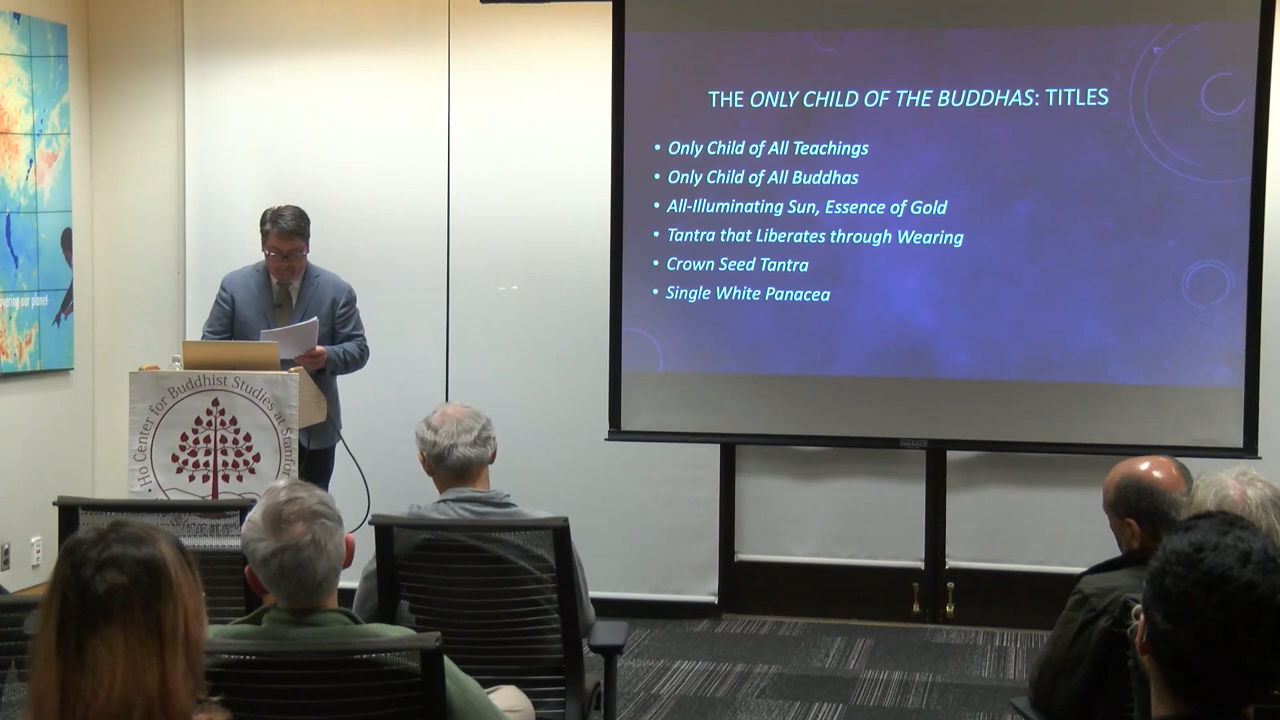 THE ONLY CHILD OF THE BUDDHAS: TITLES
• Only Child of All Teachings
• Only Child of All Buddhas
• All-Illuminating Sun, Essence of Gold
• Tantra that Liberates through Wearing
• Crown Seed Tantra
• Single White Panacea
overing our planet
• Ho Center for Buddhist Studies at Stanfor